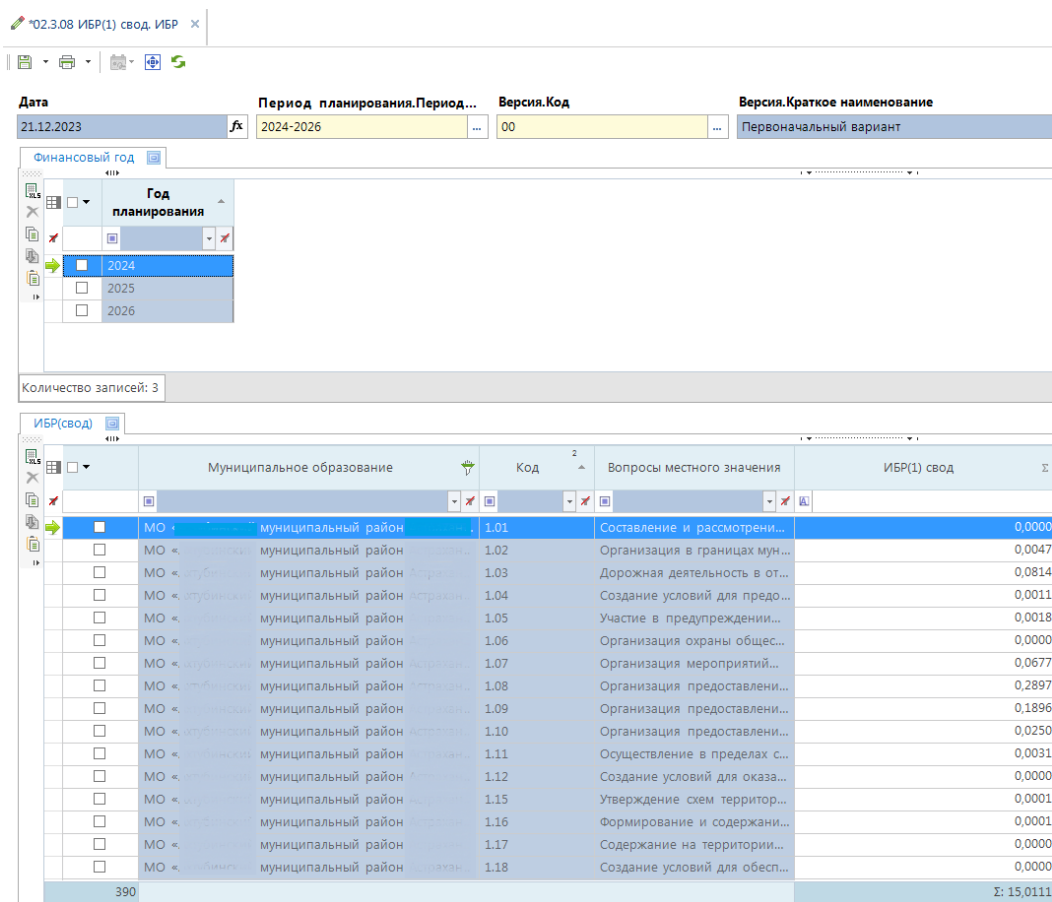 *02.3.08 ИБР(1) свод. ИБР
Дата
Период планирования.Период...
Версия.Код
Версия.Краткое наименование
21.12.2023
fx
2024-2026
...
00
...
Первоначальный вариант
Финансовый год
Год планирования
2024
2025
2026
Количество записей: 3
ИБР(свод)
Муниципальное образование
Код
2
Вопросы местного значения
ИБР(1) свод
Σ
МО « муниципальный район 1.01 Составление и рассмотрени... 0,0000
МО « муниципальный район 1.02 Организация в границах мун... 0,0047
МО « муниципальный район 1.03 Дорожная деятельность в от... 0,0814
МО « муниципальный район 1.04 Создание условий для предо... 0,0011
МО « муниципальный район 1.05 Участие в предупреждении... 0,0018
МО « муниципальный район 1.06 Организация охраны общес... 0,0000
МО « муниципальный район 1.07 Организация мероприятий... 0,0677
МО « муниципальный район 1.08 Организация предоставлени... 0,2897
МО « муниципальный район 1.09 Организация предоставлени... 0,1896
МО « муниципальный район 1.10 Организация предоставлени... 0,0250
МО « муниципальный район 1.11 Осуществление в пределах с... 0,0031
МО « муниципальный район 1.12 Создание условий для оказа... 0,0000
МО « муниципальный район 1.15 Утверждение схем территор... 0,0001
МО « муниципальный район 1.16 Формирование и содержани... 0,0001
МО « муниципальный район 1.17 Содержание на территории... 0,0000
МО « муниципальный район 1.18 Создание условий для обесп... 0,0000
390
Σ: 15,0111